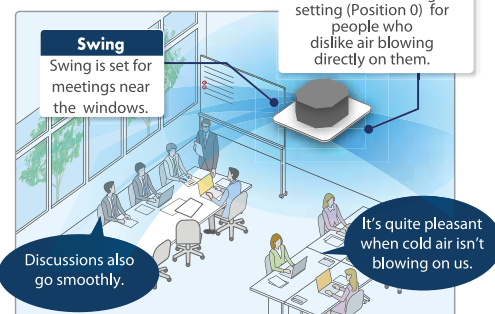 Swing
Swing is set for
meetings near
the windows.
setting (Position 0) for
people who
dislike air blowing
directly on them.
Discussions also
go smoothly.
It's quite pleasant
when cold air isn't
blowing on us.